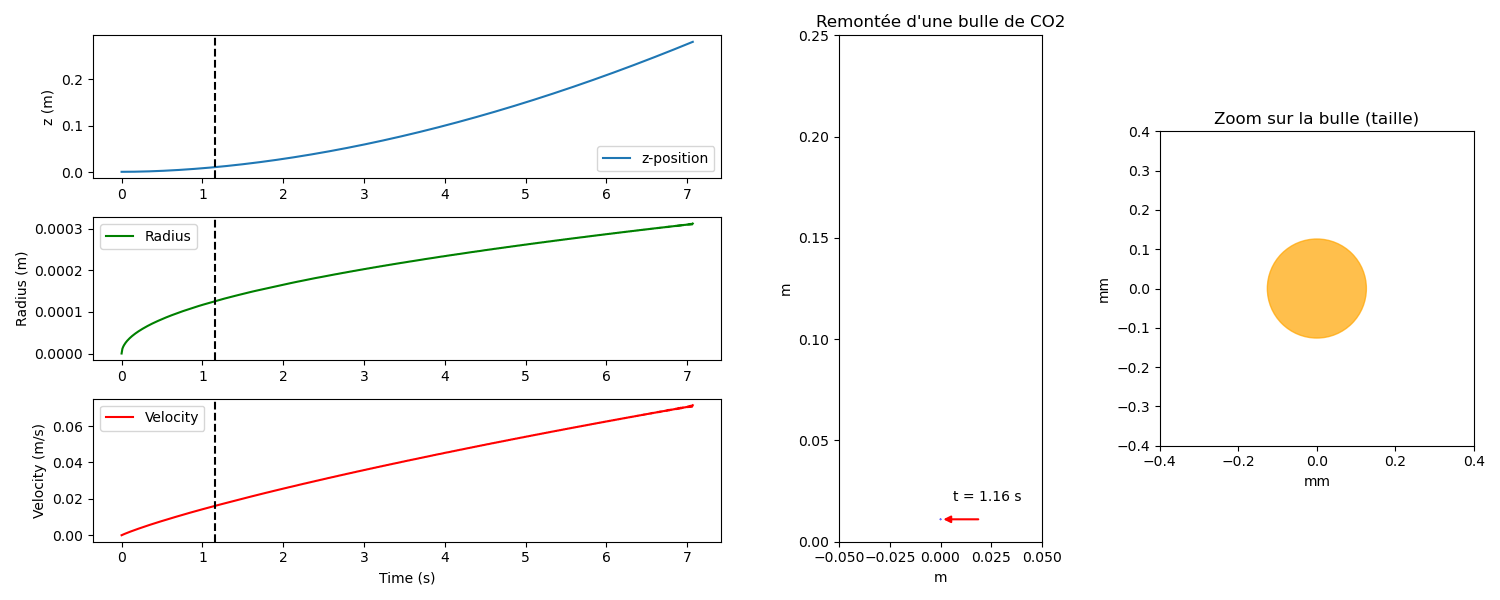 z (m)
0.2
0.1
0.0
z-position
0 1 2 3 4 5 6 7
Radius (m)
0.0003
0.0002
0.0001
0.0000
Radius
0 1 2 3 4 5 6 7
Velocity (m/s)
0.06
0.04
0.02
0.00
Velocity
0 1 2 3 4 5 6 7
Time (s)
Remontée d'une bulle de CO2
m
0.25
0.20
0.15
0.10
0.05
0.00
t = 1.16 s
−0.050 −0.025 0.000 0.025 0.050
m
Zoom sur la bulle (taille)
mm
0.4
0.3
0.2
0.1
0.0
−0.1
−0.2
−0.3
−0.4
−0.4 −0.2 0.0 0.2 0.4
mm